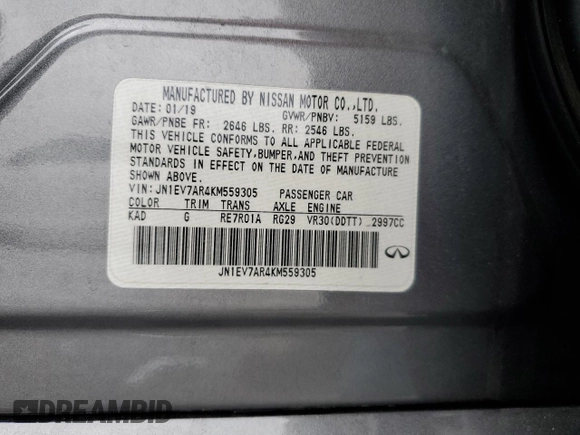 MANUFACTURED BY NISSAN MOTOR CO.,LTD.
DATE: 01/19 GVWR/PNBV: 5159 LBS.
GAWR/PNBE FR: 2646 LBS. RR: 2546 LBS.
THIS VEHICLE CONFORMS TO ALL APPLICABLE FEDERAL
MOTOR VEHICLE SAFETY,BUMPER,AND THEFT PREVENTION
STANDARDS IN EFFECT ON THE DATE OF MANUFACTURE
SHOWN ABOVE.
VIN: JN1EV7AR4KM559305 PASSENGER CAR
COLOR TRIM TRANS AXLE ENGINE
KAD G RE7R01A RG29 VR30(DDTT) 2997CC
JN1EV7AR4KM559305
DREAMBID